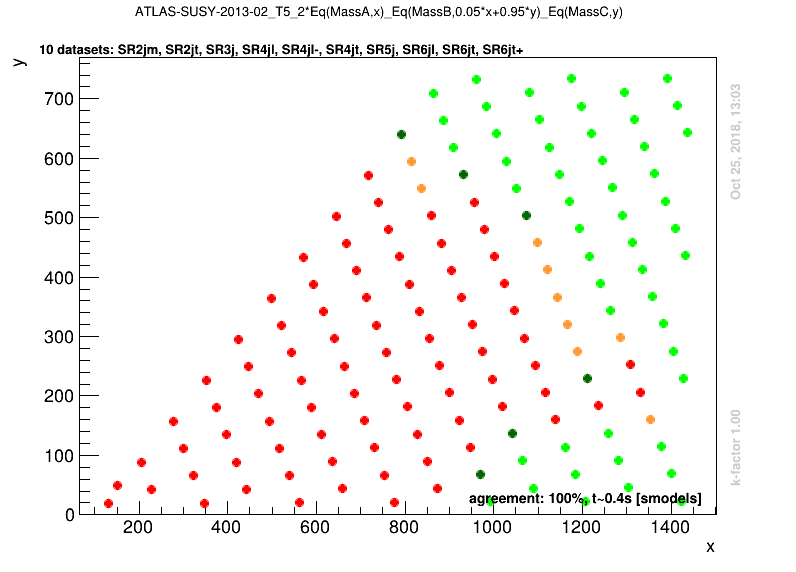 ATLAS-SUSY-2013-02_T5_2*Eq(MassA,x)_Eq(MassB,0.05*x+0.95*y)_Eq(MassC,y)
10 datasets: SR2jm, SR2jt, SR3j, SR4jl, SR4jl-, SR4jt, SR5j, SR6jl, SR6jt, SR6jt+
y
700
600
500
400
300
200
100
0
200 400 600 800 1000 1200 1400
x
agreement: 100%, t~0.4s [smodels]
Oct 25, 2018, 13:03
k-factor 1.00